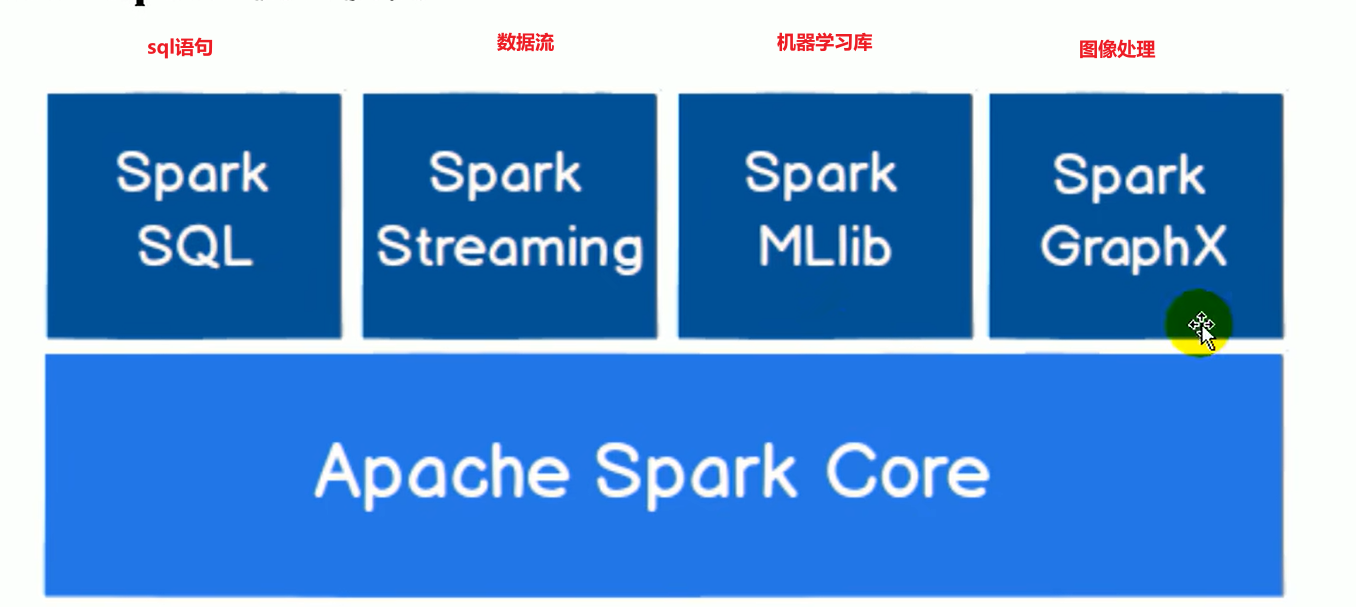 sql语句
数据流
机器学习库
图像处理
Spark
SQL
Spark
Streaming
Spark
MLlib
Spark
GraphX
Apache Spark Core